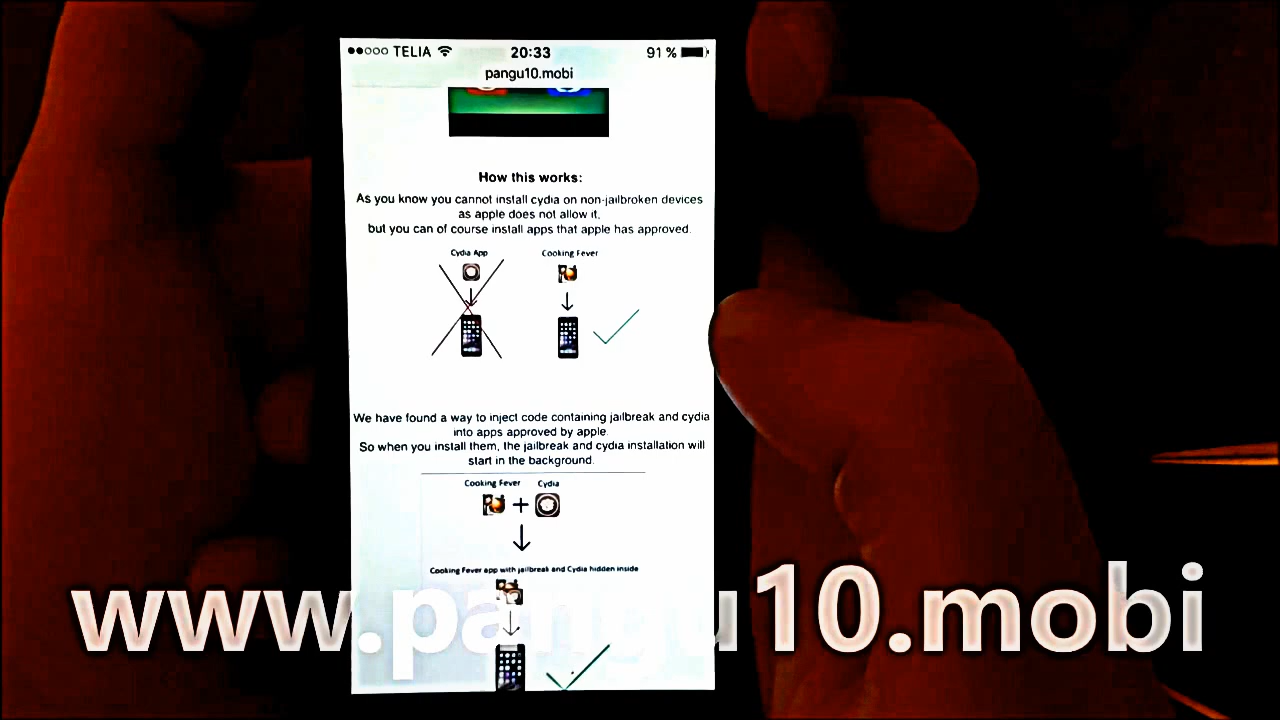 TELIA 20:33 91 %
pangu10.mobi
How this works:
As you know you cannot install cydia on non-jailbroken devices
as apple does not allow it,
but you can of course install apps that apple has approved.
Cydia App Cooking Fever
We have found a way to inject code containing jailbreak and cydia
into apps approved by apple.
So when you install them, the jailbreak and cydia installation will
start in the background.
Cooking Fever Cydia
+
Cooking Fever app with jailbreak and Cydia hidden inside
www.pangu10.mobi